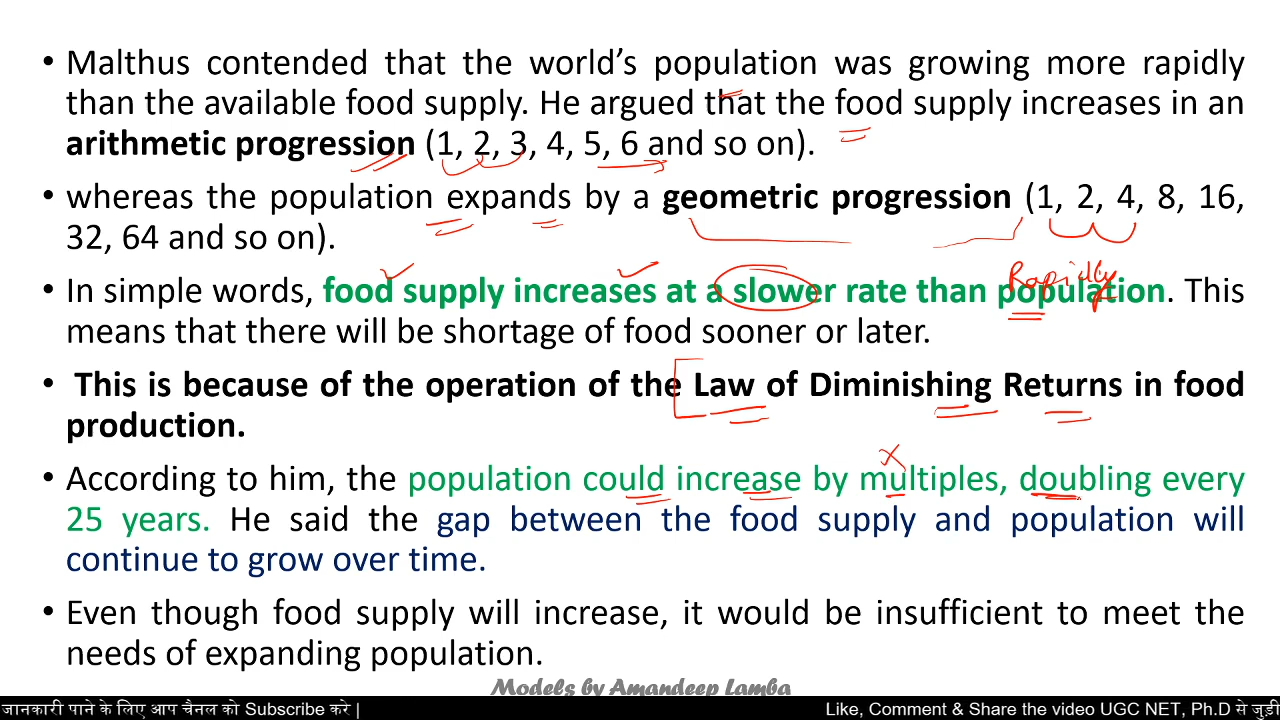 • Malthus contended that the world’s population was growing more rapidly
than the available food supply. He argued that the food supply increases in an
arithmetic progression (1, 2, 3, 4, 5, 6 and so on).
• whereas the population expands by a geometric progression (1, 2, 4, 8, 16,
32, 64 and so on).
Rapidly
• In simple words, food supply increases at a slower rate than population. This
means that there will be shortage of food sooner or later.
• This is because of the operation of the Law of Diminishing Returns in food
production.
• According to him, the population could increase by multiples, doubling every
25 years. He said the gap between the food supply and population will
continue to grow over time.
• Even though food supply will increase, it would be insufficient to meet the
needs of expanding population.
Models by Amandeep Lamba
जानकारी पाने के लिए आप चैनल को Subscribe करे |
Like, Comment & Share the video UGC NET, Ph.D से जुडी